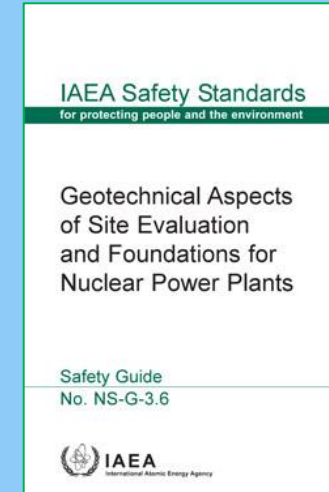 IAEA Safety Standards
for protecting people and the environment
Geotechnical Aspects
of Site Evaluation
and Foundations for
Nuclear Power Plants
Safety Guide
No. NS-G-3.6
IAEA
International Atomic Energy Agency